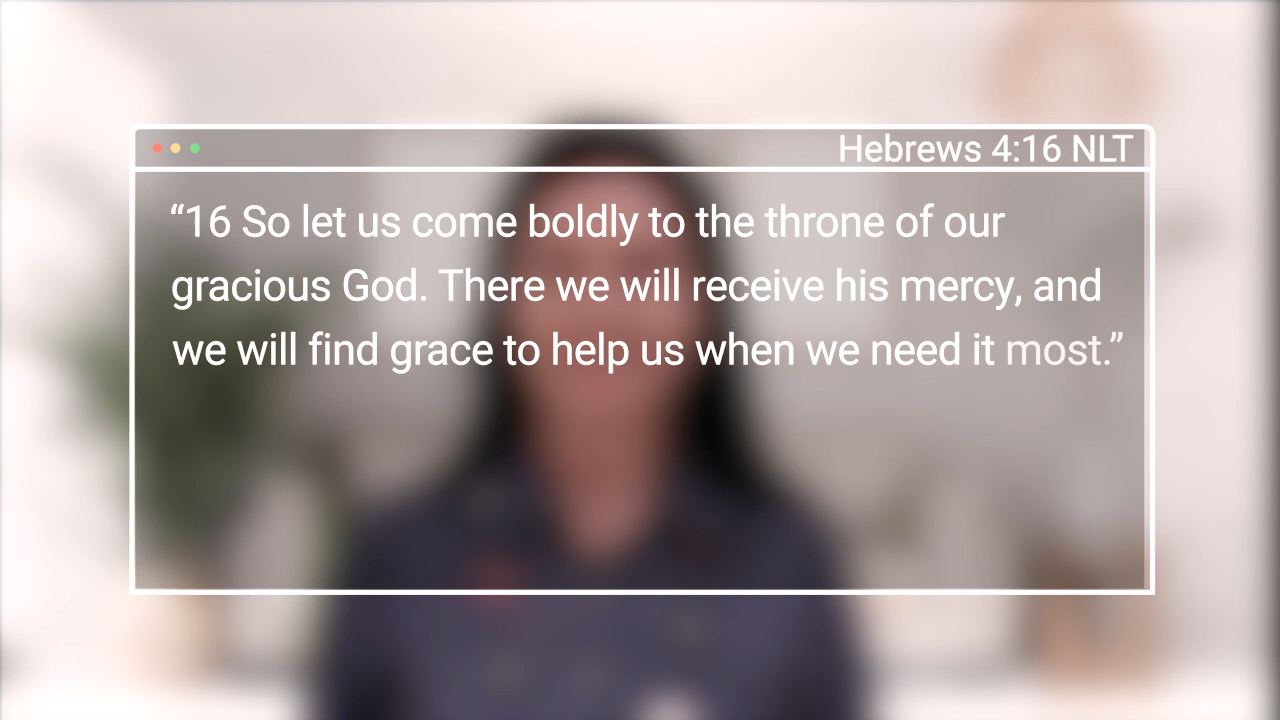 Hebrews 4:16 NLT
“16 So let us come boldly to the throne of our
gracious God. There we will receive his mercy, and
we will find grace to help us when we need it most.”